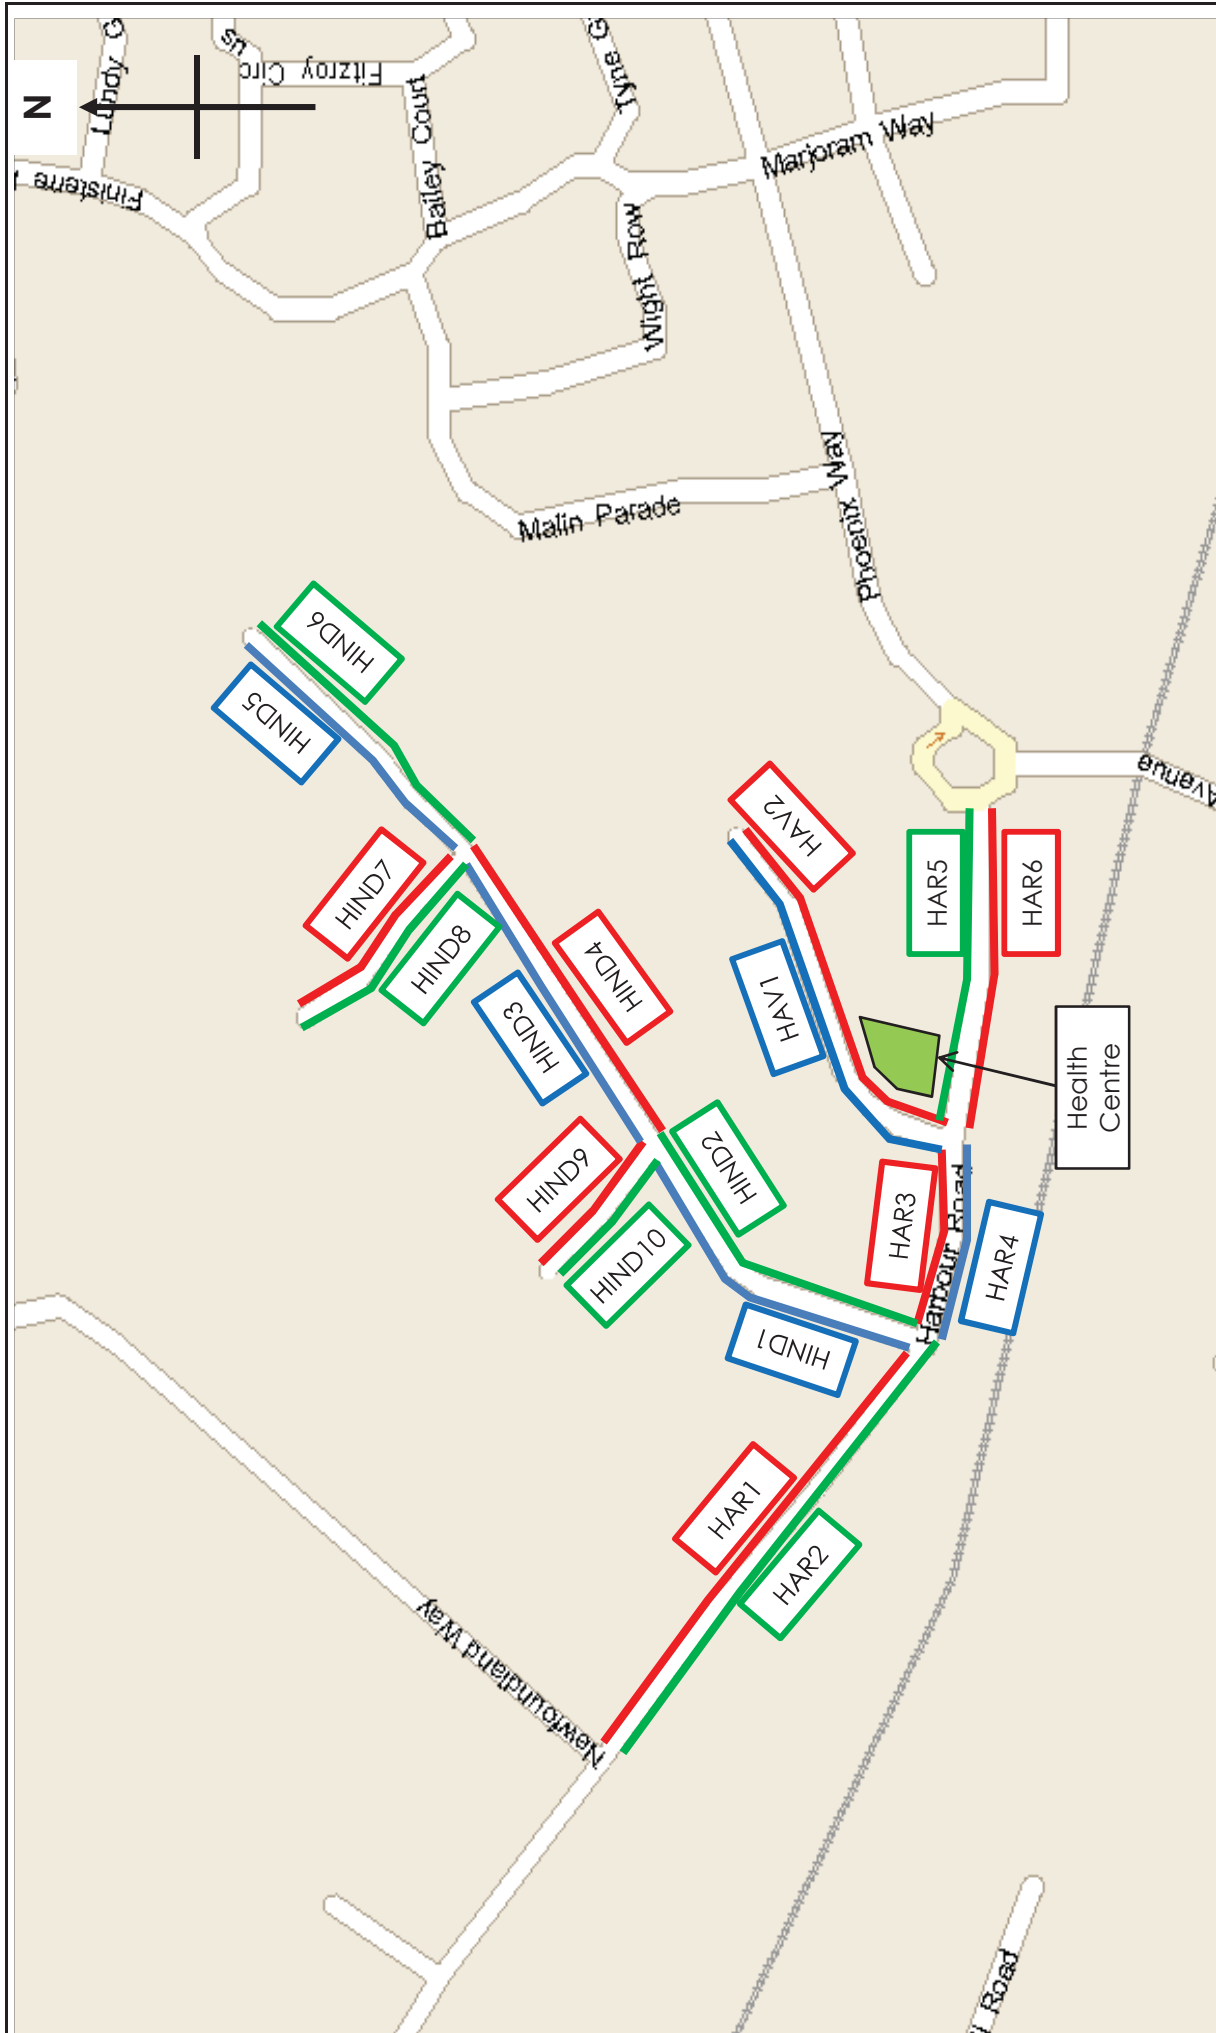 N
Lundy G
us
Fitzroy Circ
Finisterre
Bailey Court
Tyne G
Marjoram Way
Wight Row
Malin Parade
Phoenix Way
HIND6
HIND5
HIND7
HIND8
HIND4
HIND3
HAV2
HAV1
Avenue
HAR5
HAR6
Health
Centre
HIND9
HIND2
HIND10
HAR3
Harbour Road
HAR4
HIND1
HAR1
HAR2
Newfoundland Way
Road